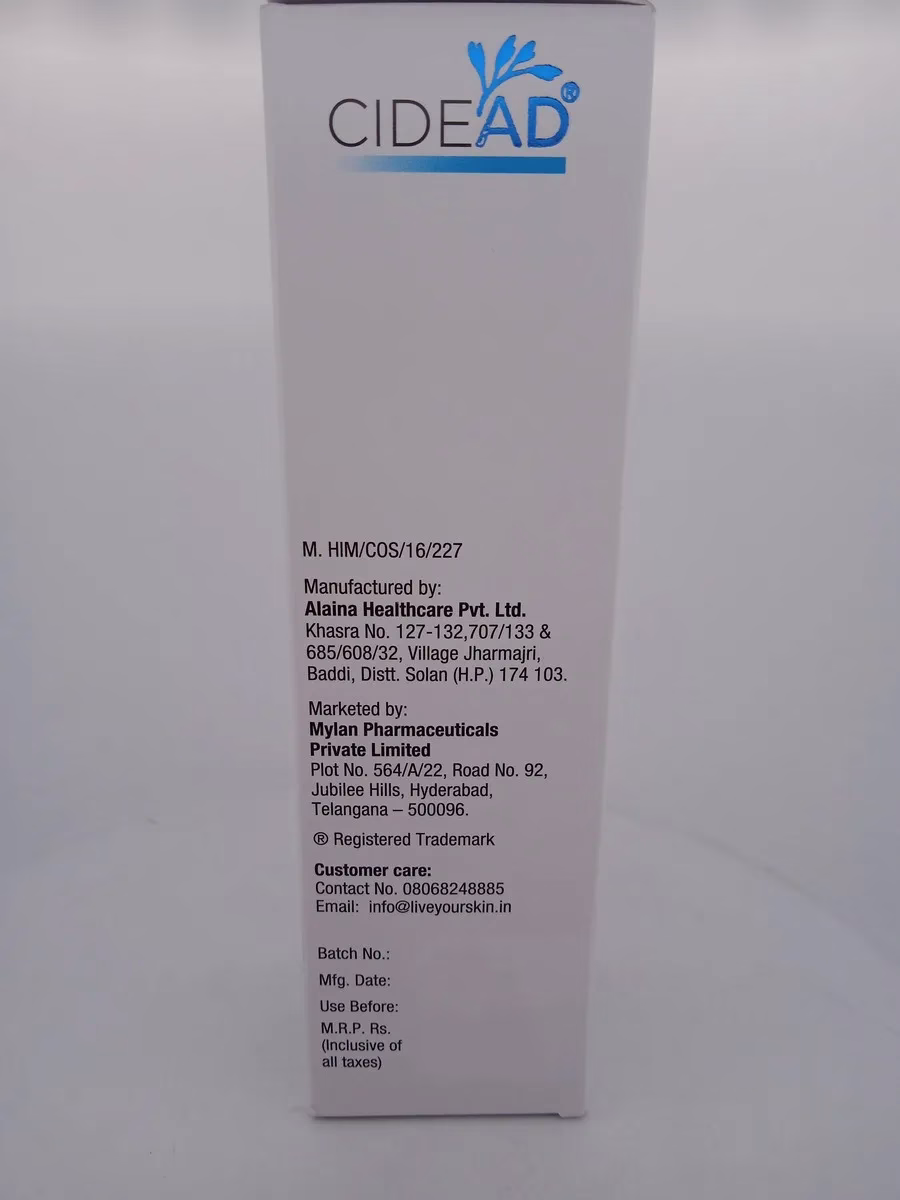 CIDEAD®
M. HIM/COS/16/227
Manufactured by:
Alaina Healthcare Pvt. Ltd.
Khasra No. 127-132,707/133 &
685/608/32, Village Jharmajri,
Baddi, Distt. Solan (H.P.) 174 103.
Marketed by:
Mylan Pharmaceuticals
Private Limited
Plot No. 564/A/22, Road No. 92,
Jubilee Hills, Hyderabad,
Telangana – 500096.
® Registered Trademark
Customer care:
Contact No. 08068248885
Email: info@liveyourskin.in
Batch No.:
Mfg. Date:
Use Before:
M.R.P. Rs.
(Inclusive of
all taxes)